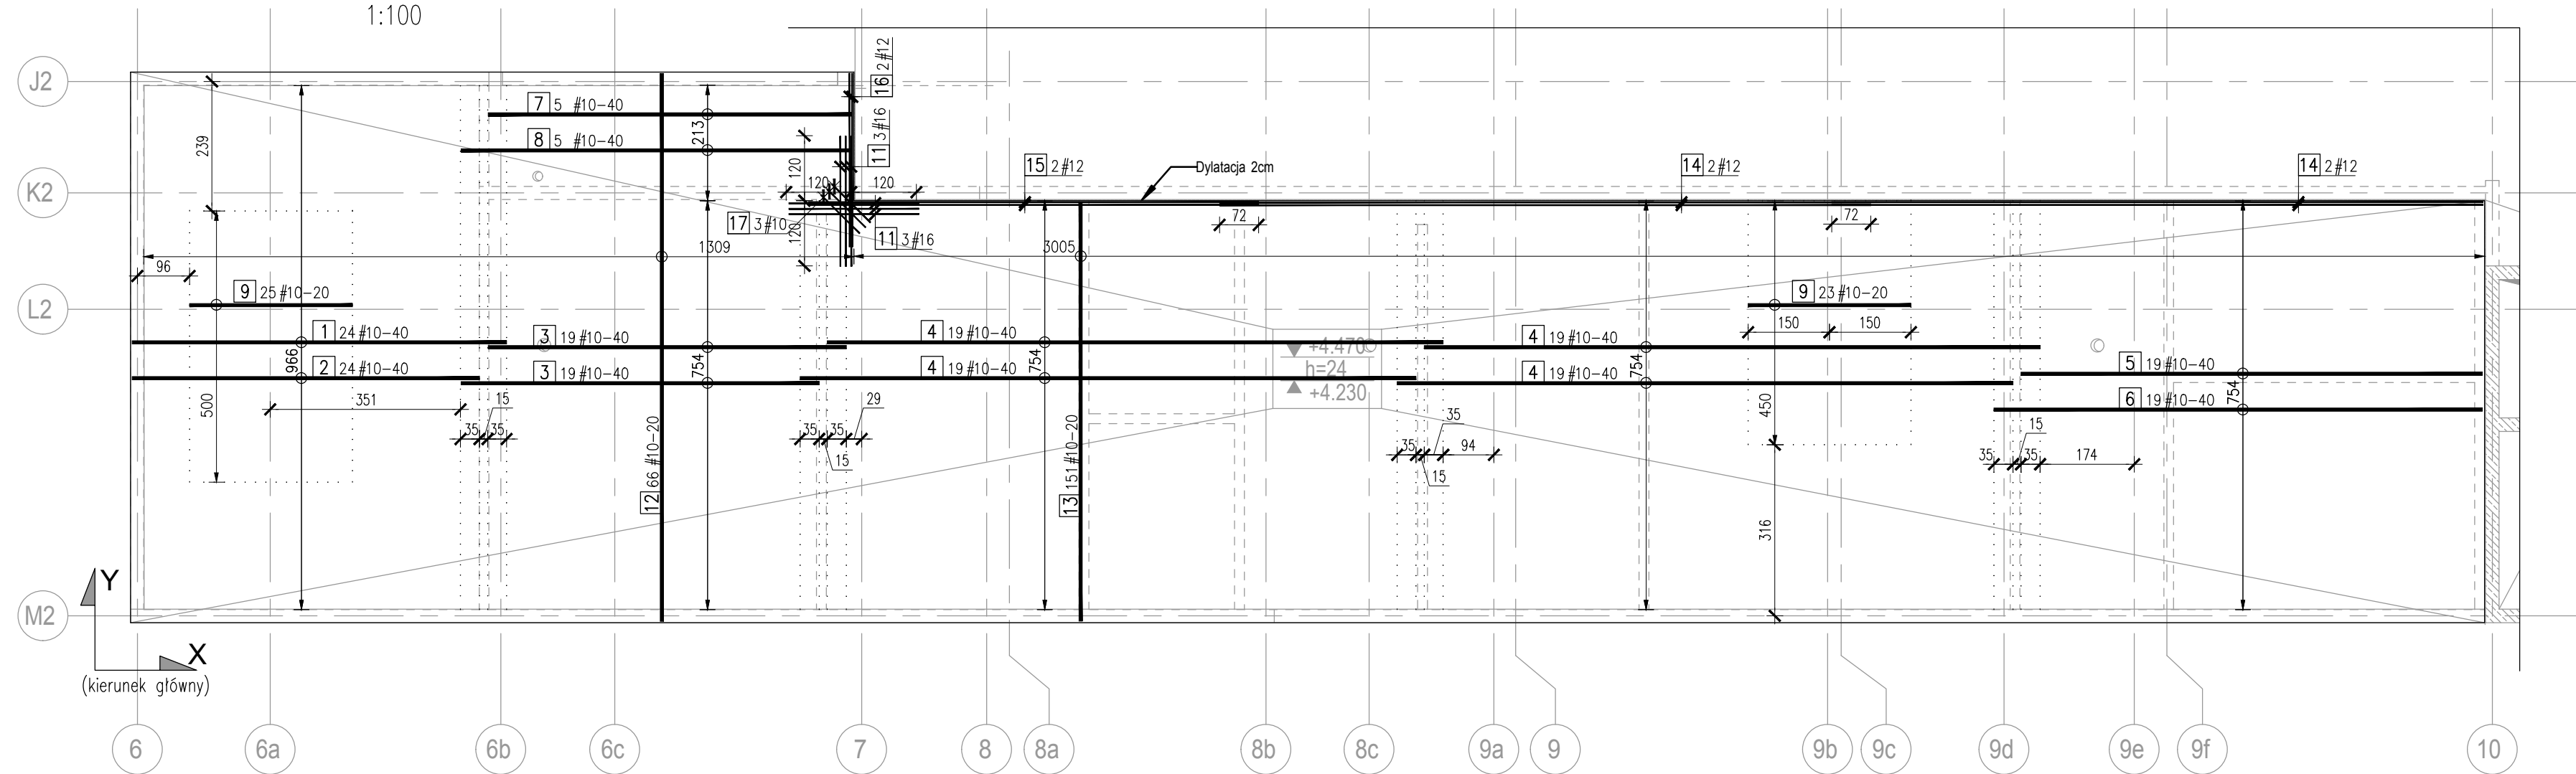 1:100
J2
K2
L2
M2
7 5 #10-40
8 5 #10-40
213
239
16 2#12
11 3#16
120
120
120
17 3#10
120
11 3#16
15 2#12
Dylatacja 2cm
14 2#12
14 2#12
72
72
1309
3005
96
9 25 #10-20
9 23 #10-20
150
150
1 24 #10-40
2 24 #10-40
3 19 #10-40
3 19 #10-40
4 19 #10-40
4 19 #10-40
4 19 #10-40
4 19 #10-40
5 19 #10-40
6 19 #10-40
966
754
754
754
754
+4.470
h=24
+4.230
500
351
450
316
35
15
35
35
35
15
29
35
15
35
94
35
15
35
174
12 66 #10-20
13 151 #10-20
Y
X
(kierunek główny)
6
6a
6b
6c
7
8
8a
8b
8c
9a
9
9b
9c
9d
9e
9f
10